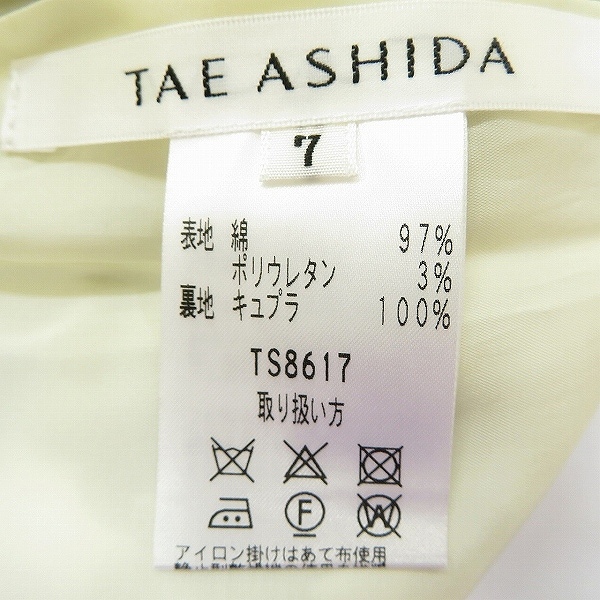 TAE ASHIDA
7
表地 綿 97%
ポリウレタン 3%
裏地 キュプラ 100%
TS8617
取り扱い方
F
W
アイロン掛けはあて布使用